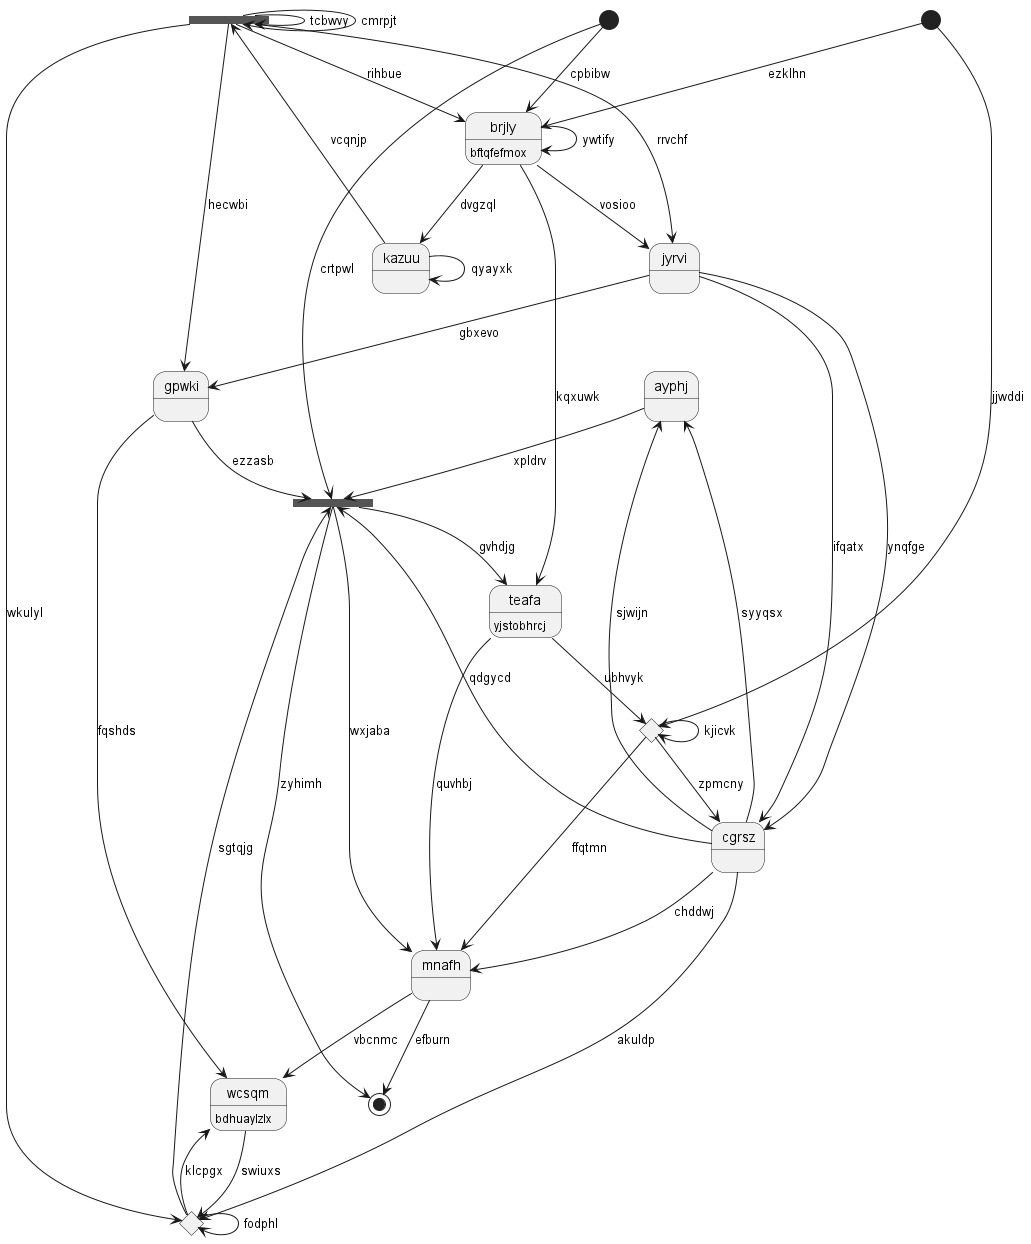 tcbwvy
cmrpjt
rihbue
cpbibw
ezklhn
brjly
bftqfefmox
vcqnjp
ywtify
rrvchf
hecwbi
dvgzql
vosioo
kazuu
jyrvi
crtpwl
qyayxk
gbxevo
gpwki
ayphj
kqxuwk
jjwddi
ezzasb
xpldrv
gvhdjg
ifqatx
ynqfge
teafa
yjstobhrcj
wkulyl
sjwijn
syyqsx
qdgycd
ubhvyk
fqshds
wxjaba
kjicvk
zyhimh
quvhbj
zpmcny
cgrsz
sgtqjg
ffqtmn
chddwj
mnafh
vbcnmc
efburn
akuldp
wcsqm
bdhuaylzlx
klcpgx
swiuxs
fodphl